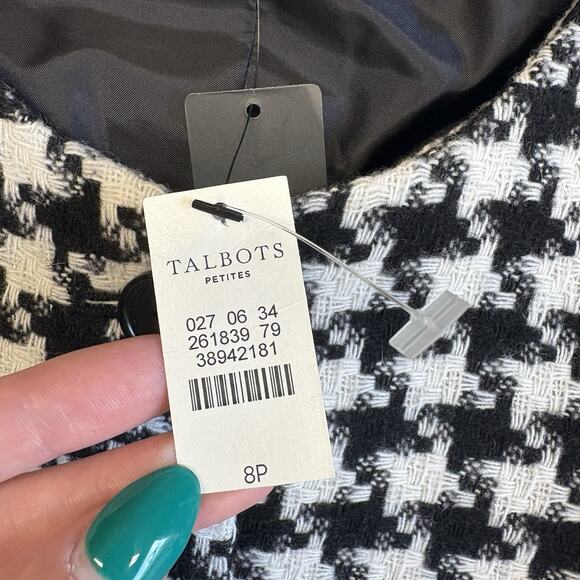 TALBOTS
PETITES
027 06 34
261839 79
38942181
8P